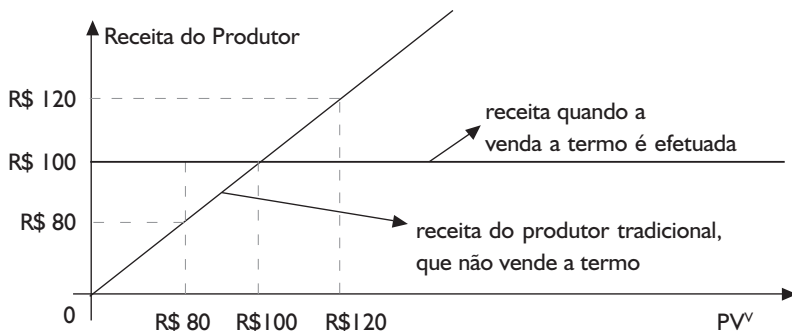 Receita do Produtor
R$ 120
receita quando a
venda a termo é efetuada
R$ 100
R$ 80
receita do produtor tradicional,
que não vende a termo
0
R$ 80
R$100
R$120
PVᵛ